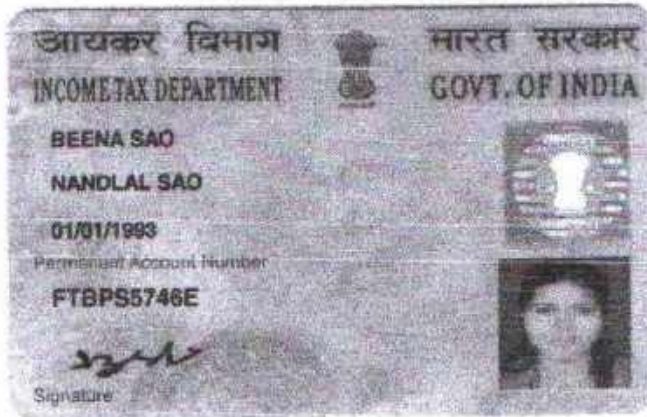 आयकर विभाग भारत सरकार
INCOME TAX DEPARTMENT GOVT. OF INDIA
BEENA SAO
NANDLAL SAO
01/01/1993
Permanent Account Number
FTBPS5746E
Signature